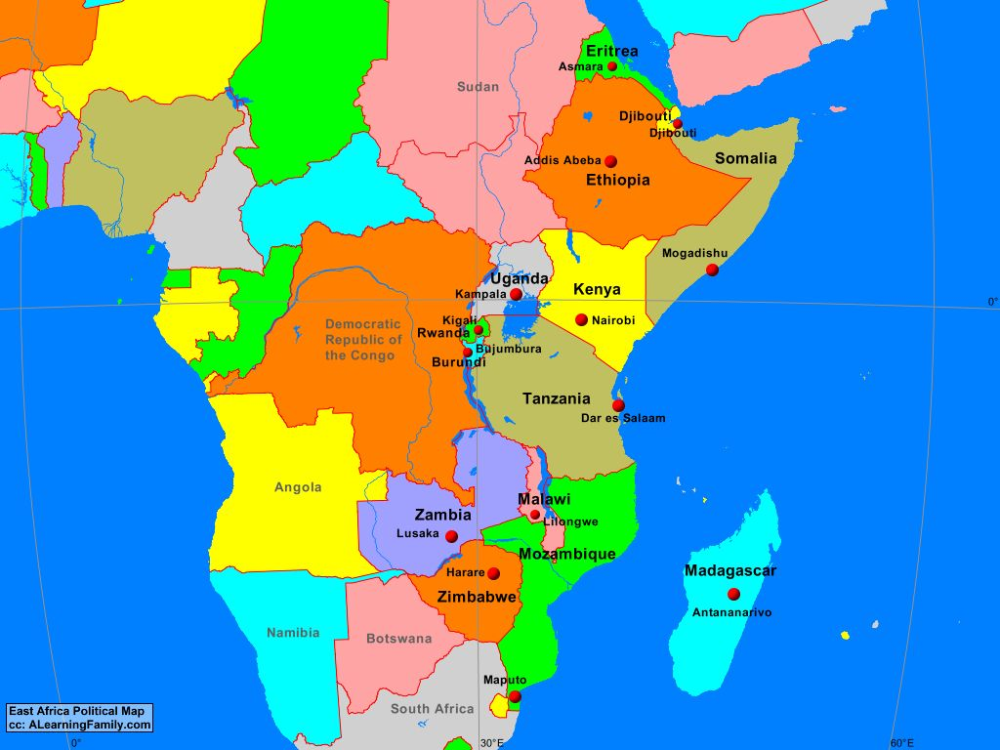 Eritrea
Asmara
Sudan
Djibouti
Djibouti
Addis Abeba
Ethiopia
Somalia
Mogadishu
Uganda
Kampala
Kenya
Nairobi
0°
Kigali
Rwanda
Bujumbura
Burundi
Democratic
Republic of
the Congo
Tanzania
Dar es Salaam
Angola
Malawi
Lilongwe
Zambia
Lusaka
Mozambique
Harare
Zimbabwe
Madagascar
Antananarivo
Namibia
Botswana
Maputo
South Africa
East Africa Political Map
cc: ALearningFamily.com
0°
30°E
60°E